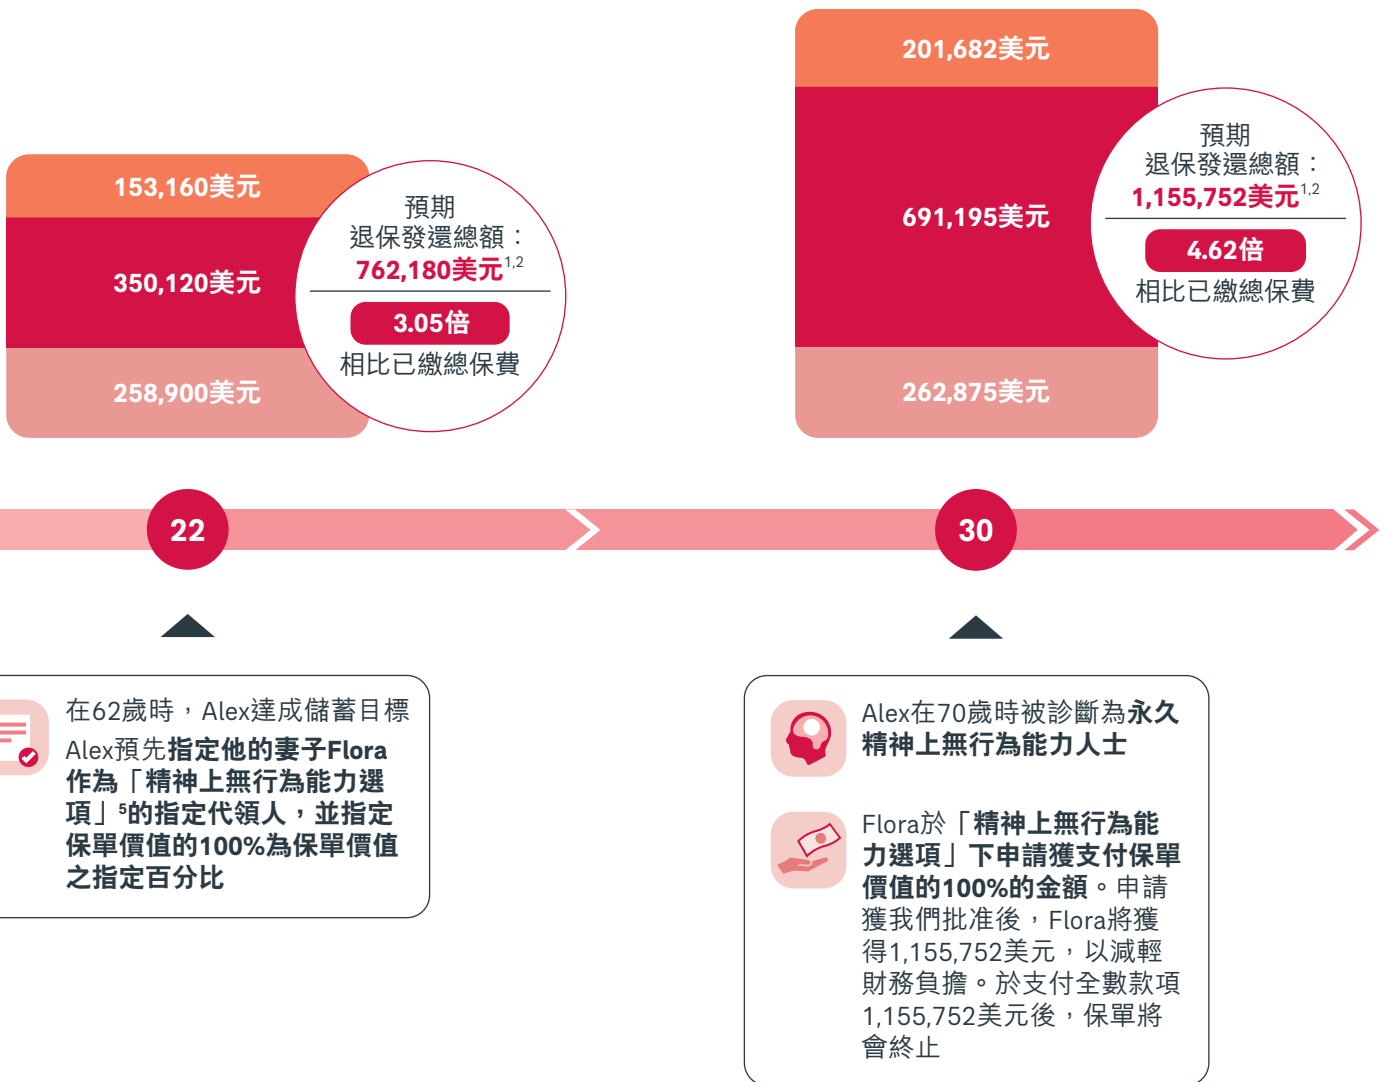 153,160美元
350,120美元
258,900美元
預期
退保發還總額：
762,180美元1,2
3.05倍
相比已繳總保費
201,682美元
691,195美元
262,875美元
預期
退保發還總額：
1,155,752美元1,2
4.62倍
相比已繳總保費
22
30
在62歲時，Alex達成儲蓄目標
Alex預先指定他的妻子Flora
作為「精神上無行為能力選
項」5的指定代領人，並指定
保單價值的100%為保單價值
之指定百分比
Alex在70歲時被診斷為永久
精神上無行為能力人士
Flora於「精神上無行為能
力選項」下申請獲支付保單
價值的100%的金額。申請
獲我們批准後，Flora將獲
得1,155,752美元，以減輕
財務負擔。於支付全數款項
1,155,752美元後，保單將
會終止